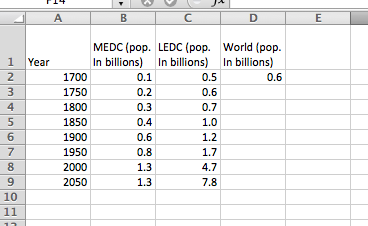 A B C D E
1 Year MEDC (pop. In billions) LEDC (pop. In billions) World (pop. In billions)
2 1700 0.1 0.5 0.6
3 1750 0.2 0.6
4 1800 0.3 0.7
5 1850 0.4 1.0
6 1900 0.6 1.2
7 1950 0.8 1.7
8 2000 1.3 4.7
9 2050 1.3 7.8
10
11